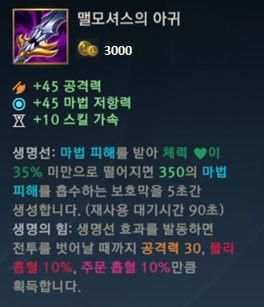 맬모셔스의 아귀
3000
+45 공격력
+45 마법 저항력
+10 스킬 가속
생명선: 마법 피해를 받아 체력 이
35% 미만으로 떨어지면 350의 마법
피해를 흡수하는 보호막을 5초간
생성합니다. (재사용 대기시간 90초)
생명의 힘: 생명선 효과를 발동하면
전투를 벗어날 때까지 공격력 30, 물리
흡혈 10%, 주문 흡혈 10%만큼
획득합니다.